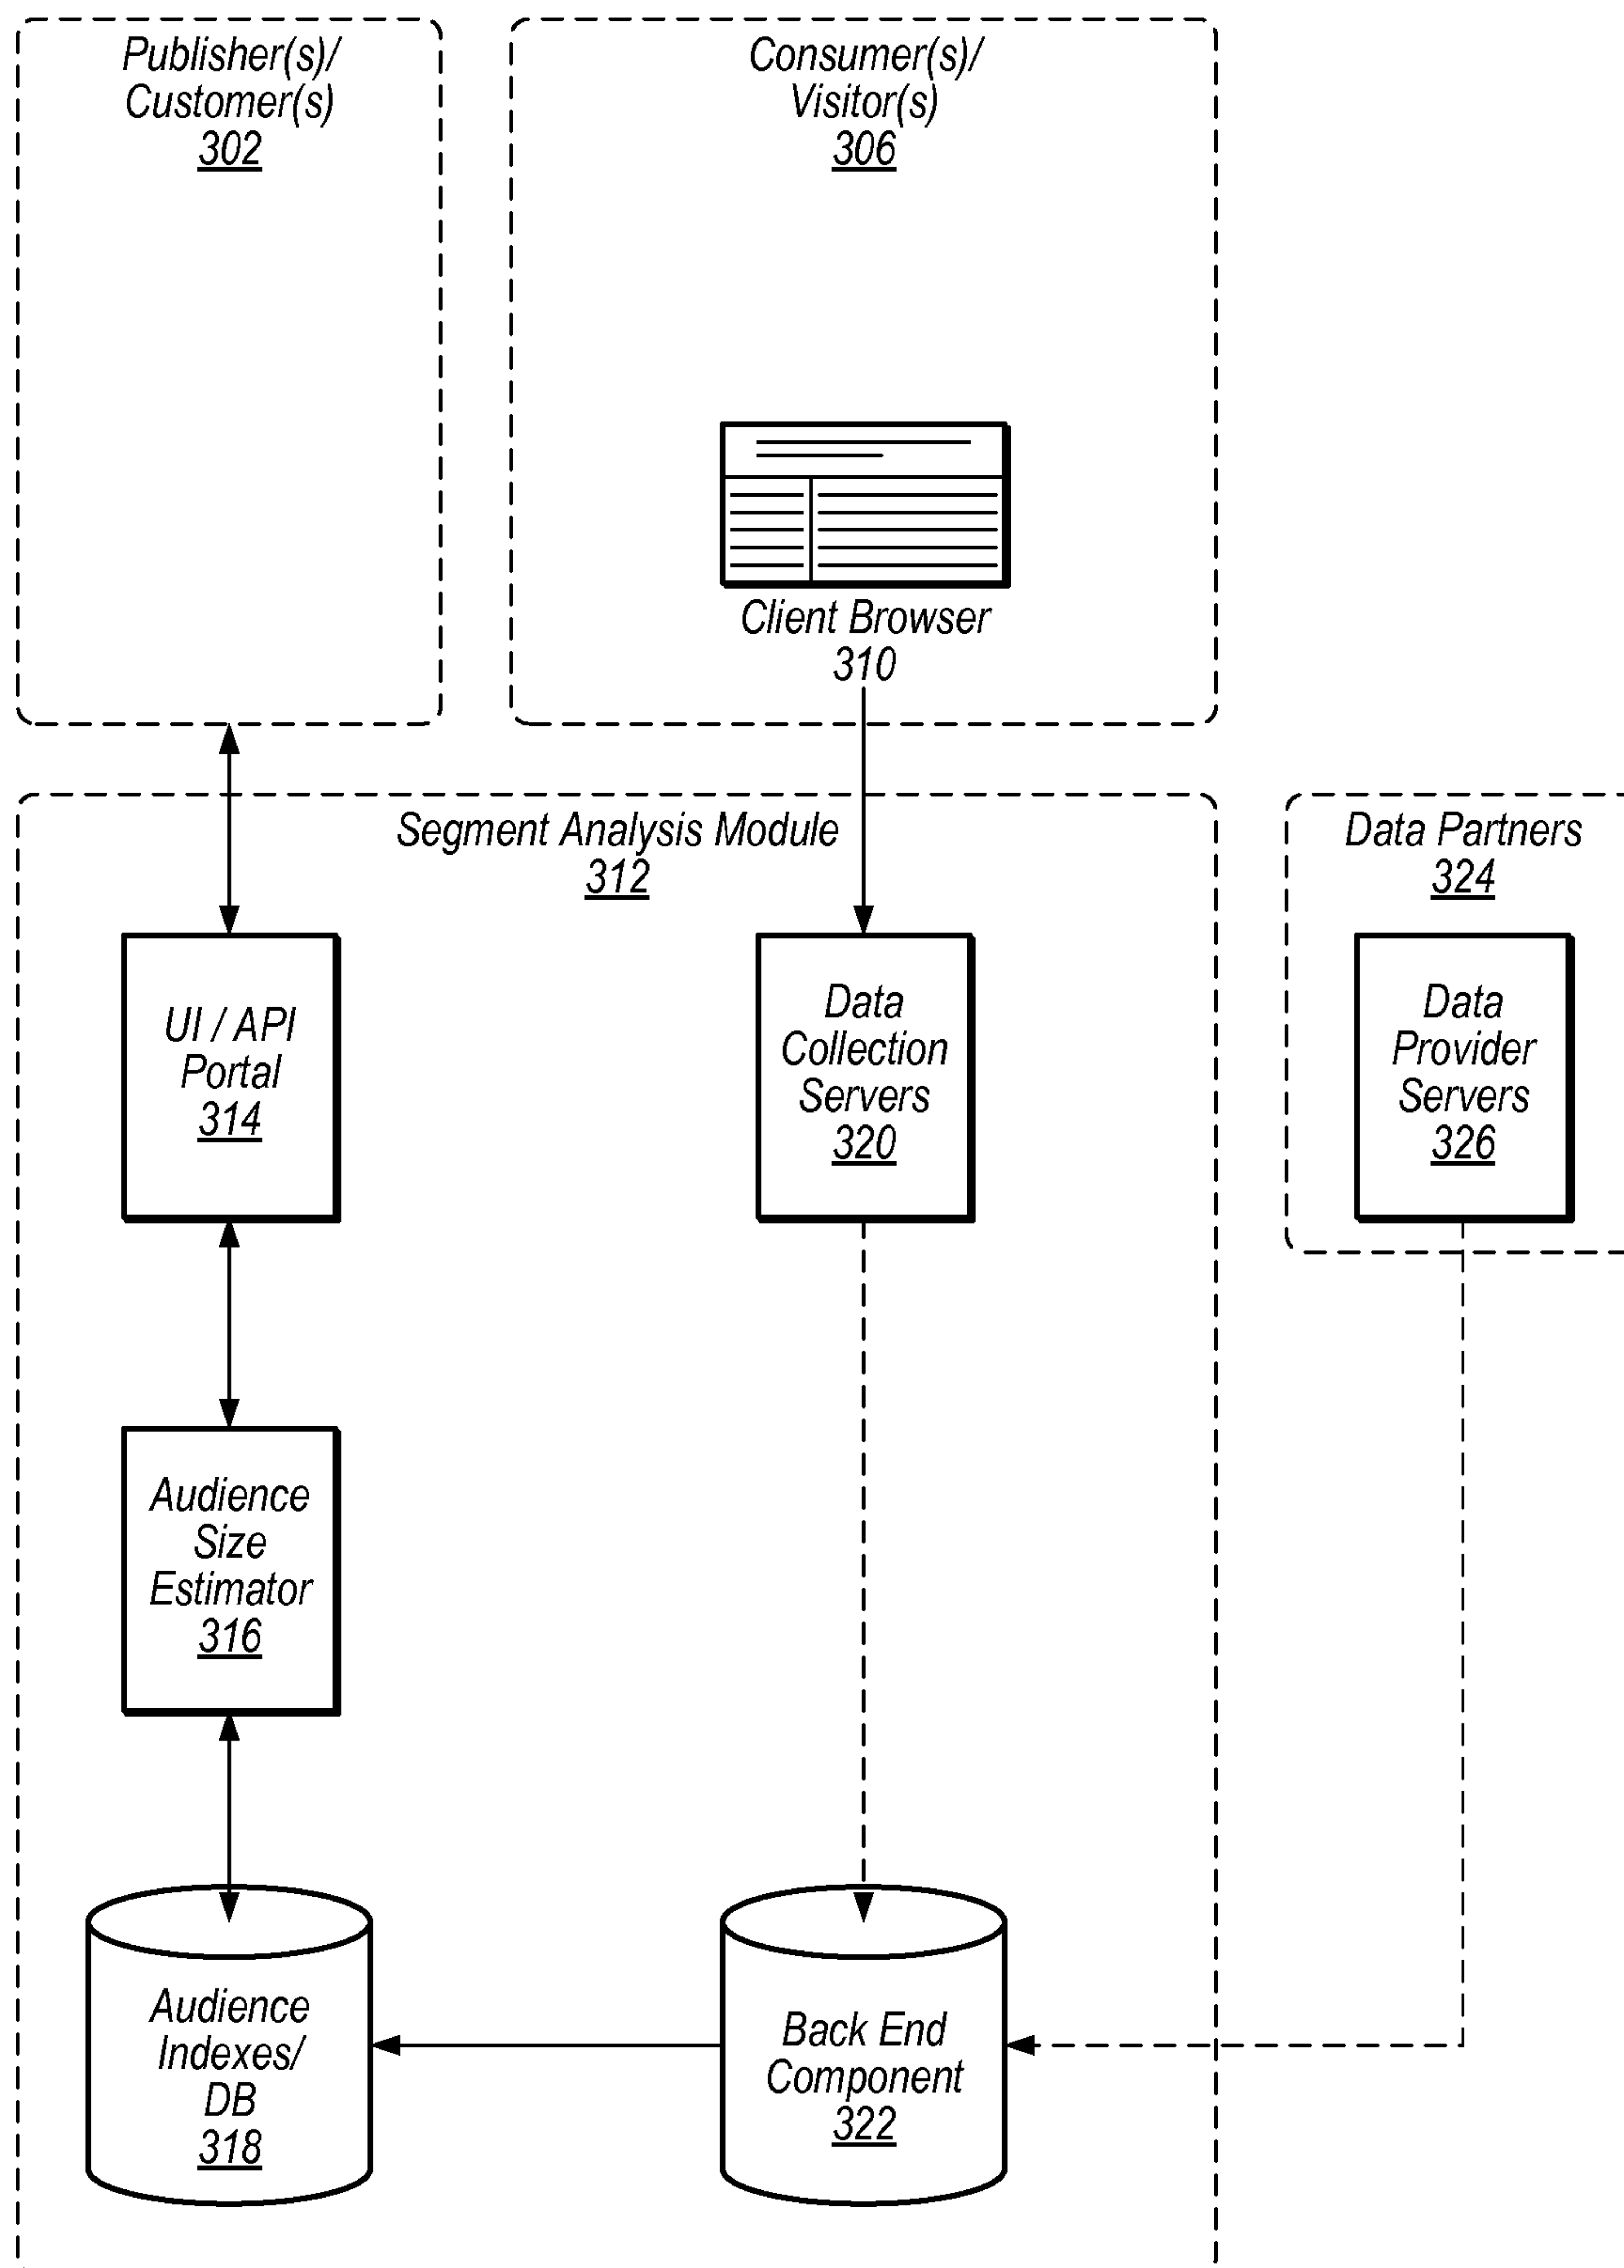 Publisher(s)/
Customer(s)
302
Consumer(s)/
Visitor(s)
306
Client Browser
310
Segment Analysis Module
312
Data Partners
324
UI / API
Portal
314
Data
Collection
Servers
320
Data
Provider
Servers
326
Audience
Size
Estimator
316
Audience
Indexes/
DB
318
Back End
Component
322